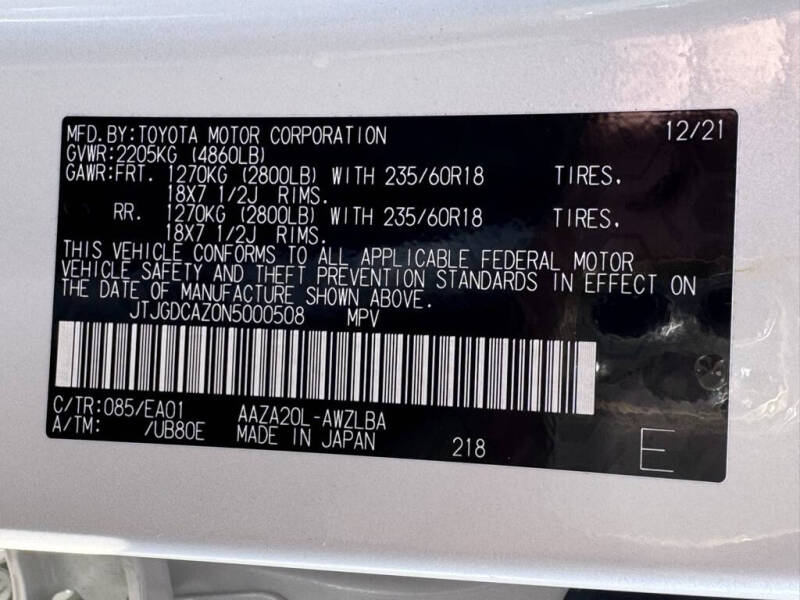 MFD.BY:TOYOTA MOTOR CORPORATION 12/21
GVWR:2205KG (4860LB)
GAWR:FRT. 1270KG (2800LB) WITH 235/60R18 TIRES.
18X7 1/2J RIMS.
RR. 1270KG (2800LB) WITH 235/60R18 TIRES.
18X7 1/2J RIMS.
THIS VEHICLE CONFORMS TO ALL APPLICABLE FEDERAL MOTOR
VEHICLE SAFETY AND THEFT PREVENTION STANDARDS IN EFFECT ON
THE DATE OF MANUFACTURE SHOWN ABOVE.
JTJGDCAZ0N5000508 MPV
C/TR:085/EA01 AAZA20L-AWZLBA
A/TM: /UB80E MADE IN JAPAN 218 E